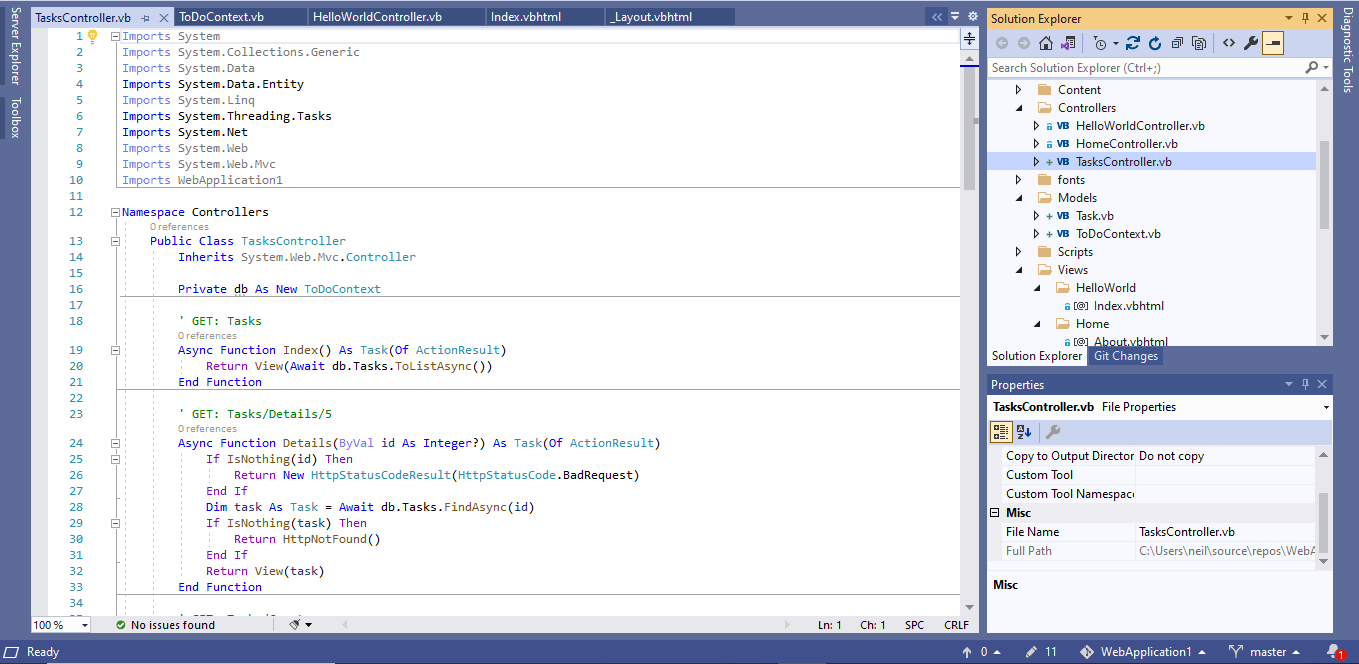 Server Explorer
Toolbox
TasksController.vb
ToDoContext.vb
HelloWorldController.vb
Index.vbhtml
_Layout.vbhtml
1 Imports System
2 Imports System.Collections.Generic
3 Imports System.Data
4 Imports System.Data.Entity
5 Imports System.Linq
6 Imports System.Threading.Tasks
7 Imports System.Net
8 Imports System.Web
9 Imports System.Web.Mvc
10 Imports WebApplication1
11
12 Namespace Controllers
0 references
13 Public Class TasksController
14 Inherits System.Web.Mvc.Controller
15
16 Private db As New ToDoContext
17
18 ' GET: Tasks
0 references
19 Async Function Index() As Task(Of ActionResult)
20 Return View(Await db.Tasks.ToListAsync())
21 End Function
22
23 ' GET: Tasks/Details/5
0 references
24 Async Function Details(ByVal id As Integer?) As Task(Of ActionResult)
25 If IsNothing(id) Then
26 Return New HttpStatusCodeResult(HttpStatusCode.BadRequest)
27 End If
28 Dim task As Task = Await db.Tasks.FindAsync(id)
29 If IsNothing(task) Then
30 Return HttpNotFound()
31 End If
32 Return View(task)
33 End Function
34
100 %
No issues found
Ln: 1 Ch: 1 SPC CRLF
Solution Explorer
Search Solution Explorer (Ctrl+;)
Content
Controllers
VB HelloWorldController.vb
VB HomeController.vb
+ VB TasksController.vb
fonts
Models
+ VB Task.vb
+ VB ToDoContext.vb
Scripts
Views
HelloWorld
[@] Index.vbhtml
Home
[@] About.vbhtml
Solution Explorer Git Changes
Properties
TasksController.vb File Properties
Copy to Output Director Do not copy
Custom Tool
Custom Tool Namespace
Misc
File Name TasksController.vb
Full Path C:\Users\neil\source\repos\WebA
Misc
Diagnostic Tools
Ready
0
11
WebApplication1
master
1